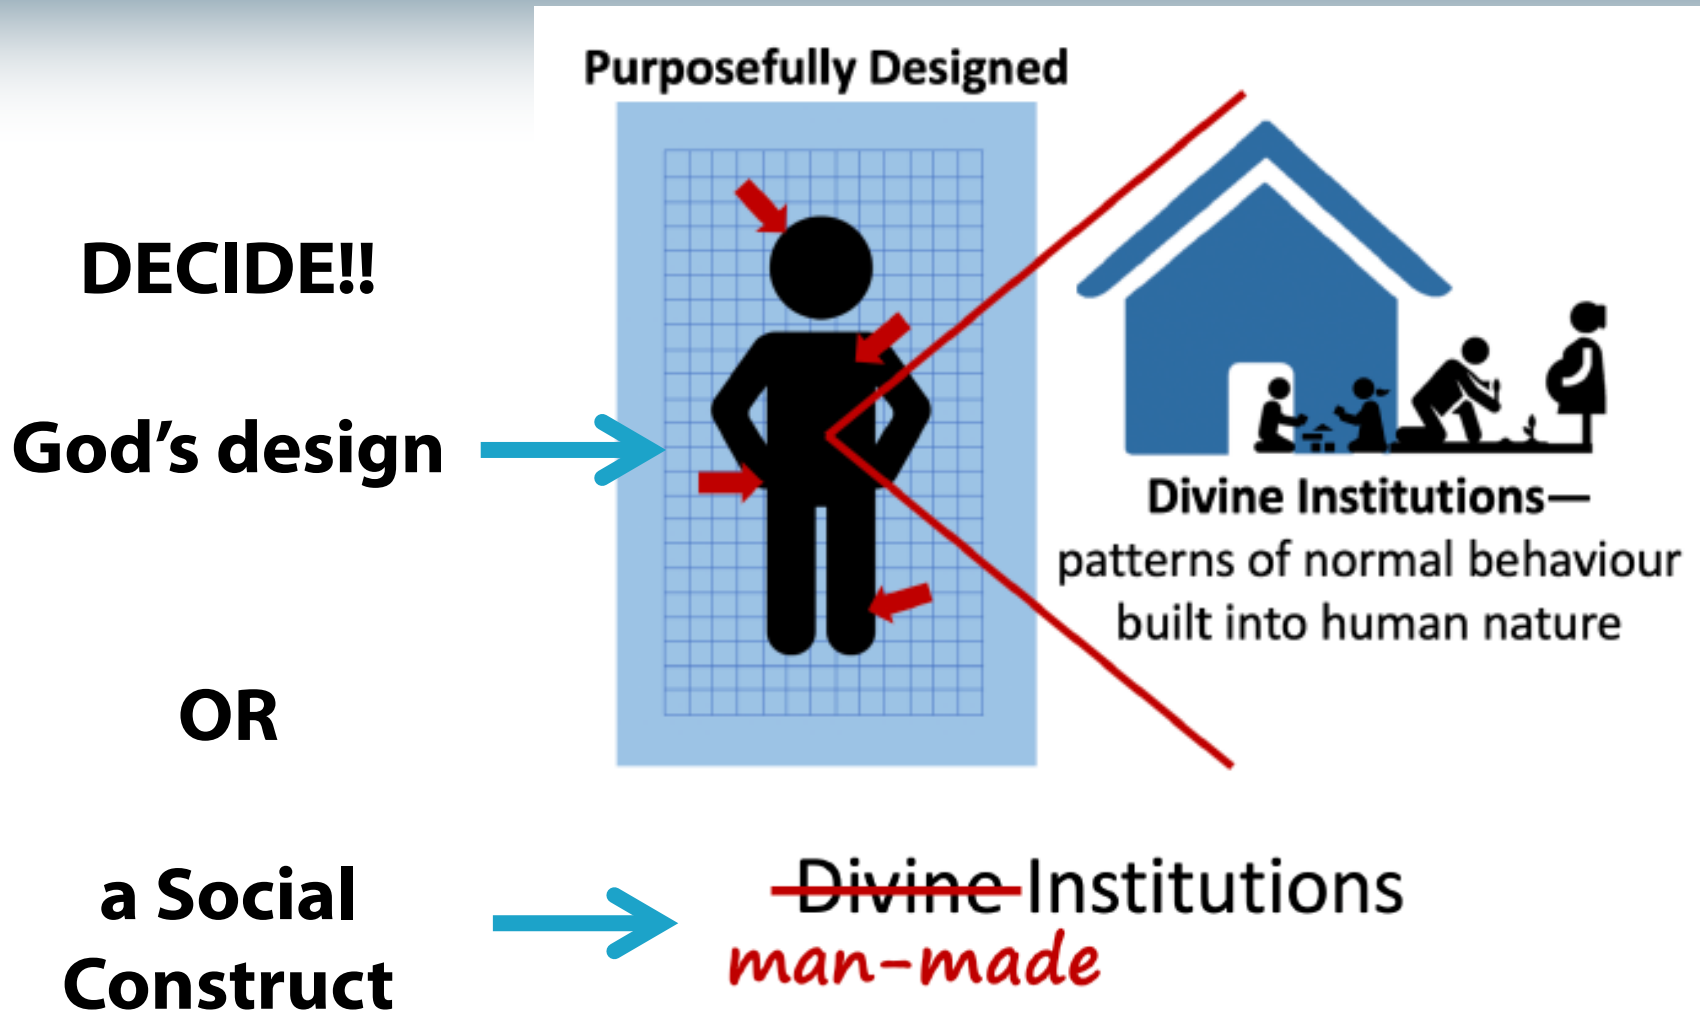 Purposefully Designed
DECIDE!!
God’s design
Divine Institutions—
patterns of normal behaviour
built into human nature
OR
a Social
Construct
Divine Institutions
man-made